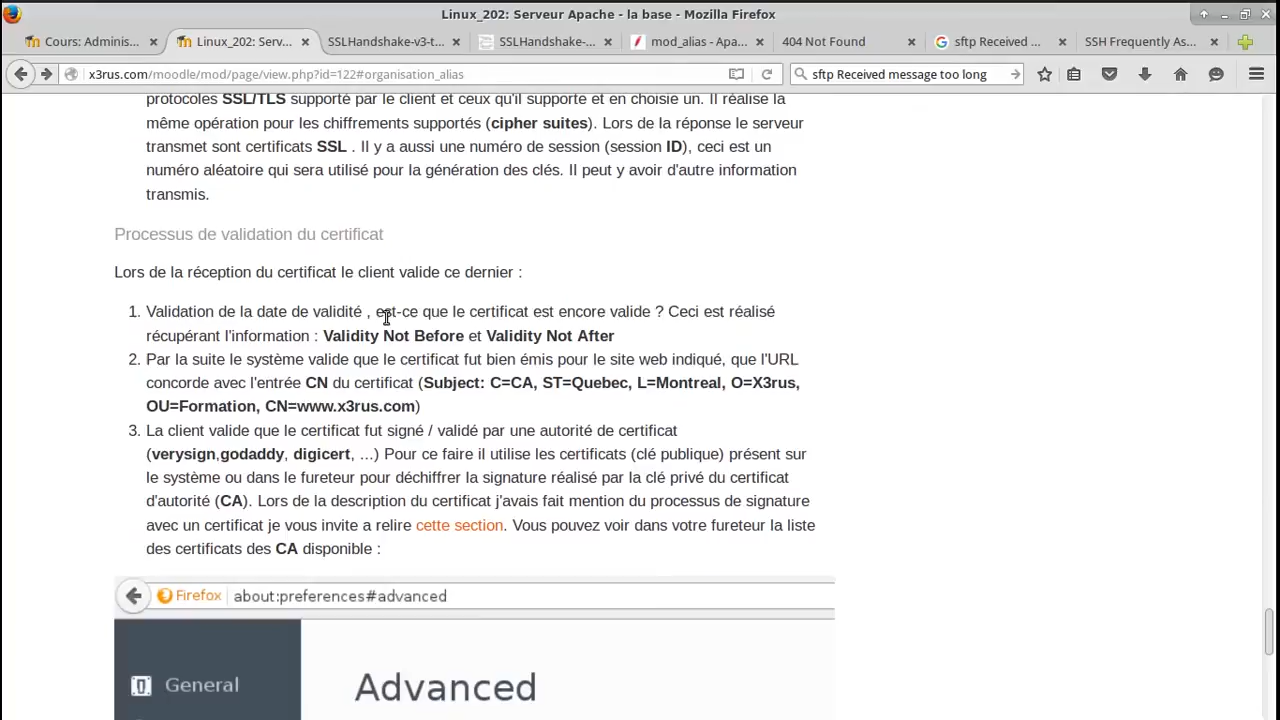 Linux_202: Serveur Apache - la base - Mozilla Firefox
Cours: Adminis... Linux_202: Serv... SSLHandshake-v3-t... SSLHandshake-... mod_alias - Apa... 404 Not Found sftp Received ... SSH Frequently As...
x3rus.com/moodle/mod/page/view.php?id=122#organisation_alias sftp Received message too long
protocoles SSL/TLS supporté par le client et ceux qu'il supporte et en choisie un. Il réalise la
même opération pour les chiffrements supportés (cipher suites). Lors de la réponse le serveur
transmet sont certificats SSL . Il y a aussi une numéro de session (session ID), ceci est un
numéro aléatoire qui sera utilisé pour la génération des clés. Il peut y avoir d'autre information
transmis.
Processus de validation du certificat
Lors de la réception du certificat le client valide ce dernier :
1. Validation de la date de validité , est-ce que le certificat est encore valide ? Ceci est réalisé
récupérant l'information : Validity Not Before et Validity Not After
2. Par la suite le système valide que le certificat fut bien émis pour le site web indiqué, que l'URL
concorde avec l'entrée CN du certificat (Subject: C=CA, ST=Quebec, L=Montreal, O=X3rus,
OU=Formation, CN=www.x3rus.com)
3. La client valide que le certificat fut signé / validé par une autorité de certificat
(verysign,godaddy, digicert, ...) Pour ce faire il utilise les certificats (clé publique) présent sur
le système ou dans le fureteur pour déchiffrer la signature réalisé par la clé privé du certificat
d'autorité (CA). Lors de la description du certificat j'avais fait mention du processus de signature
avec un certificat je vous invite a relire cette section. Vous pouvez voir dans votre fureteur la liste
des certificats des CA disponible :
Firefox about:preferences#advanced
General
Advanced